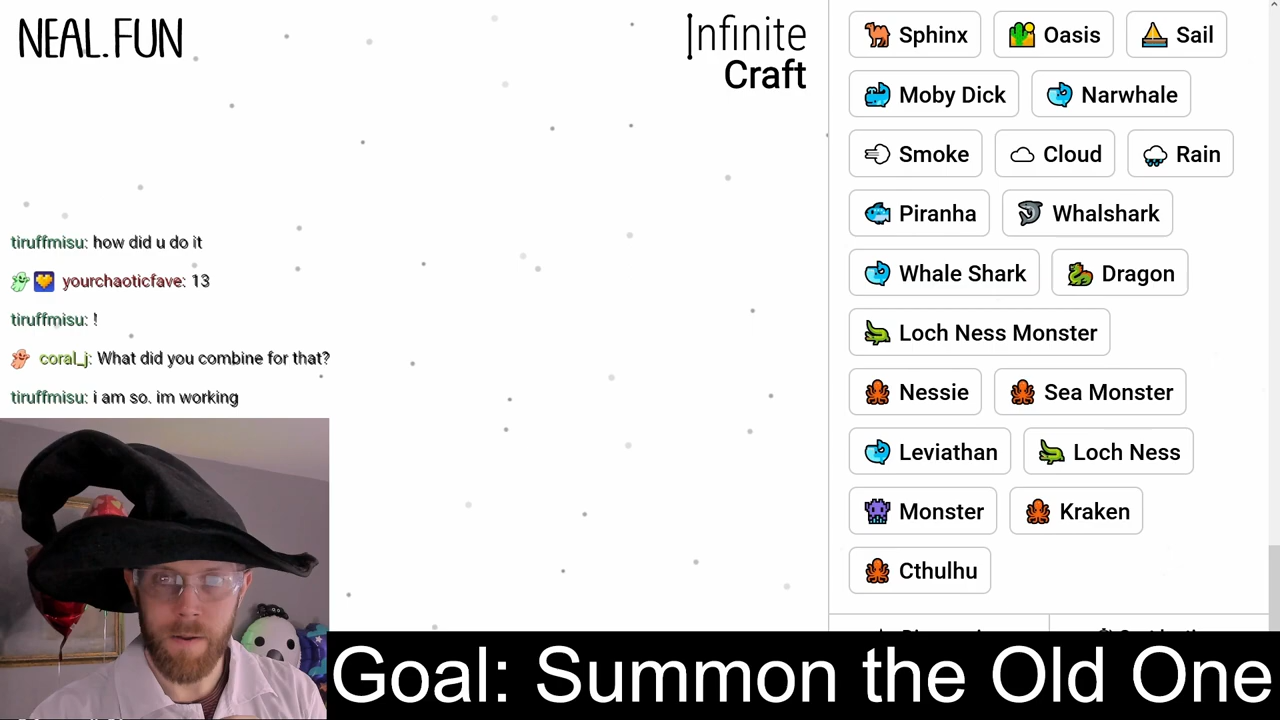 NEAL.FUN
Infinite
Craft
Sphinx
Oasis
Sail
Moby Dick
Narwhale
Smoke
Cloud
Rain
Piranha
Whalshark
Whale Shark
Dragon
Loch Ness Monster
Nessie
Sea Monster
Leviathan
Loch Ness
Monster
Kraken
Cthulhu
tiruffmisu: how did u do it
yourchaoticfave: 13
tiruffmisu: !
coral_j: What did you combine for that?
tiruffmisu: i am so. im working
Goal: Summon the Old One